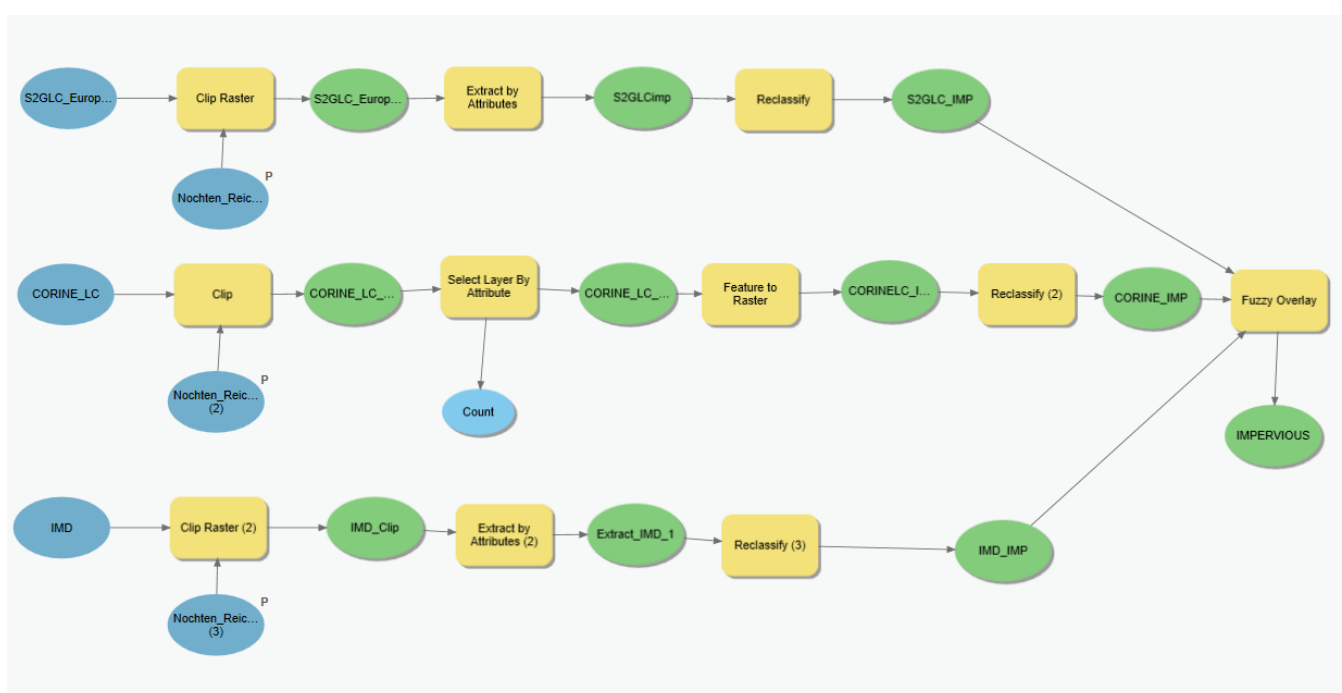 S2GLC_Europ...
Clip Raster
S2GLC_Europ...
Extract by
Attributes
S2GLCimp
Reclassify
S2GLC_IMP
P
Nochten_Reic...
CORINE_LC
Clip
CORINE_LC_...
Select Layer By
Attribute
CORINE_LC_...
Feature to
Raster
CORINELC_I...
Reclassify (2)
CORINE_IMP
Fuzzy Overlay
P
Nochten_Reic...
(2)
Count
IMPERVIOUS
IMD
Clip Raster (2)
IMD_Clip
Extract by
Attributes (2)
Extract_IMD_1
Reclassify (3)
IMD_IMP
P
Nochten_Reic...
(3)